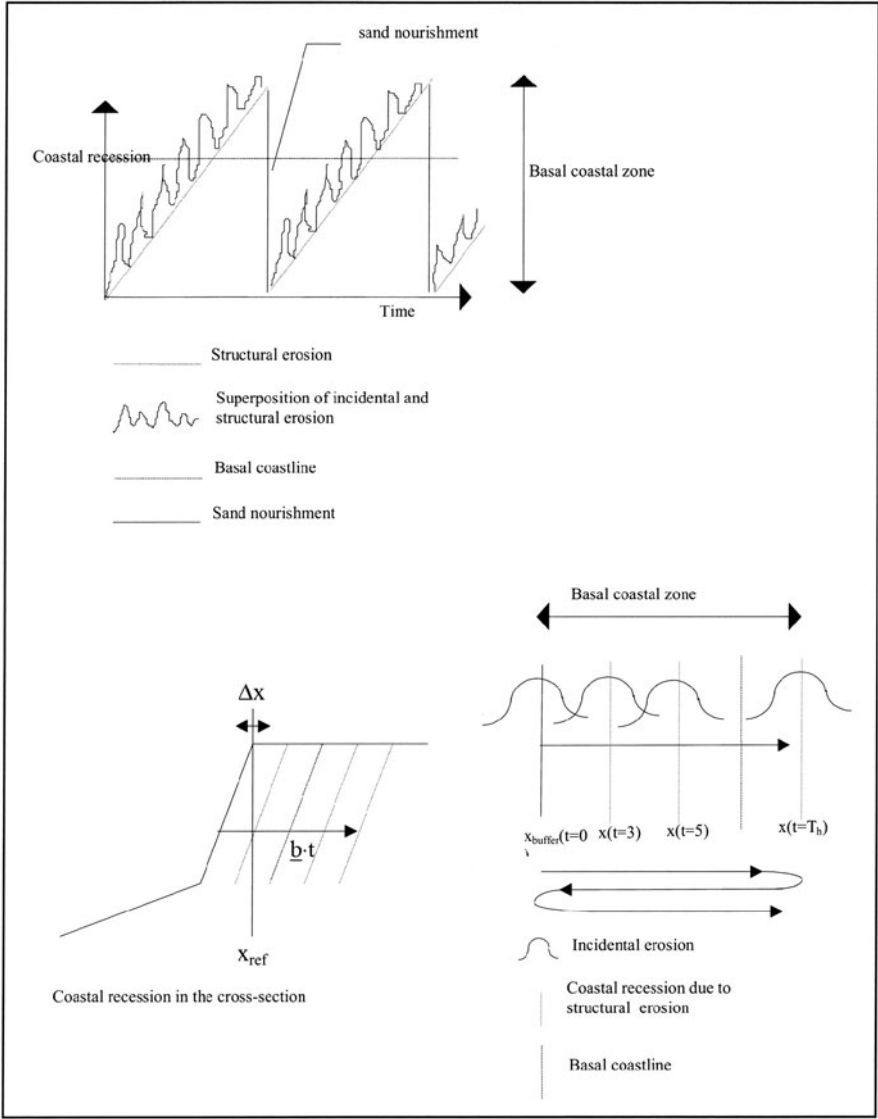 sand nourishment
Coastal recession
Basal coastal zone
Time
Structural erosion
Superposition of incidental and
structural erosion
Basal coastline
Sand nourishment
Basal coastal zone
Δx
b·t
x_ref
x_buffer(t=0
x(t=3)
x(t=5)
x(t=T_h)
Coastal recession in the cross-section
Incidental erosion
Coastal recession due to
structural erosion
Basal coastline